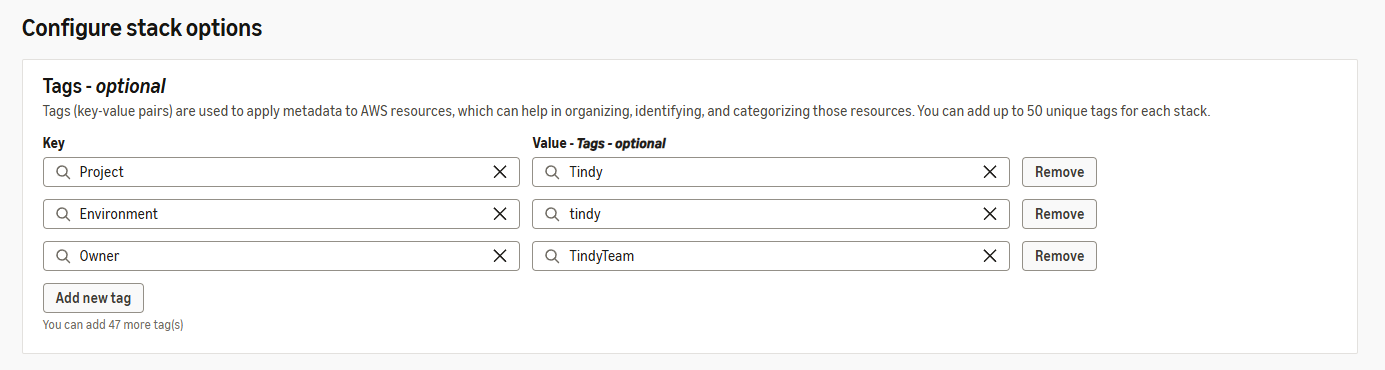 Configure stack options
Tags - optional
Tags (key-value pairs) are used to apply metadata to AWS resources, which can help in organizing, identifying, and categorizing those resources. You can add up to 50 unique tags for each stack.
Key Value - Tags - optional
Project Tindy Remove
Environment tindy Remove
Owner TindyTeam Remove
Add new tag
You can add 47 more tag(s)